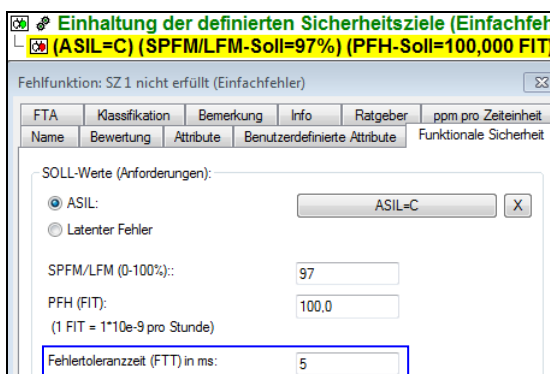 Einhaltung der definierten Sicherheitsziele (Einfachfeh
(ASIL=C) (SPFM/LFM-Soll=97%) (PFH-Soll=100,000 FIT)
Fehlfunktion: SZ1 nicht erfüllt (Einfachfehler)
FTA Klassifikation Bemerkung Info Ratgeber ppm pro Zeiteinheit
Name Bewertung Attribute Benutzerdefinierte Attribute Funktionale Sicherheit
SOLL-Werte (Anforderungen):
ASIL: ASIL=C X
Latenter Fehler
SPFM/LFM (0-100%):: 97
PFH (FIT): 100,0
(1 FIT = 1*10e-9 pro Stunde)
Fehlertoleranzzeit (FTT) in ms: 5